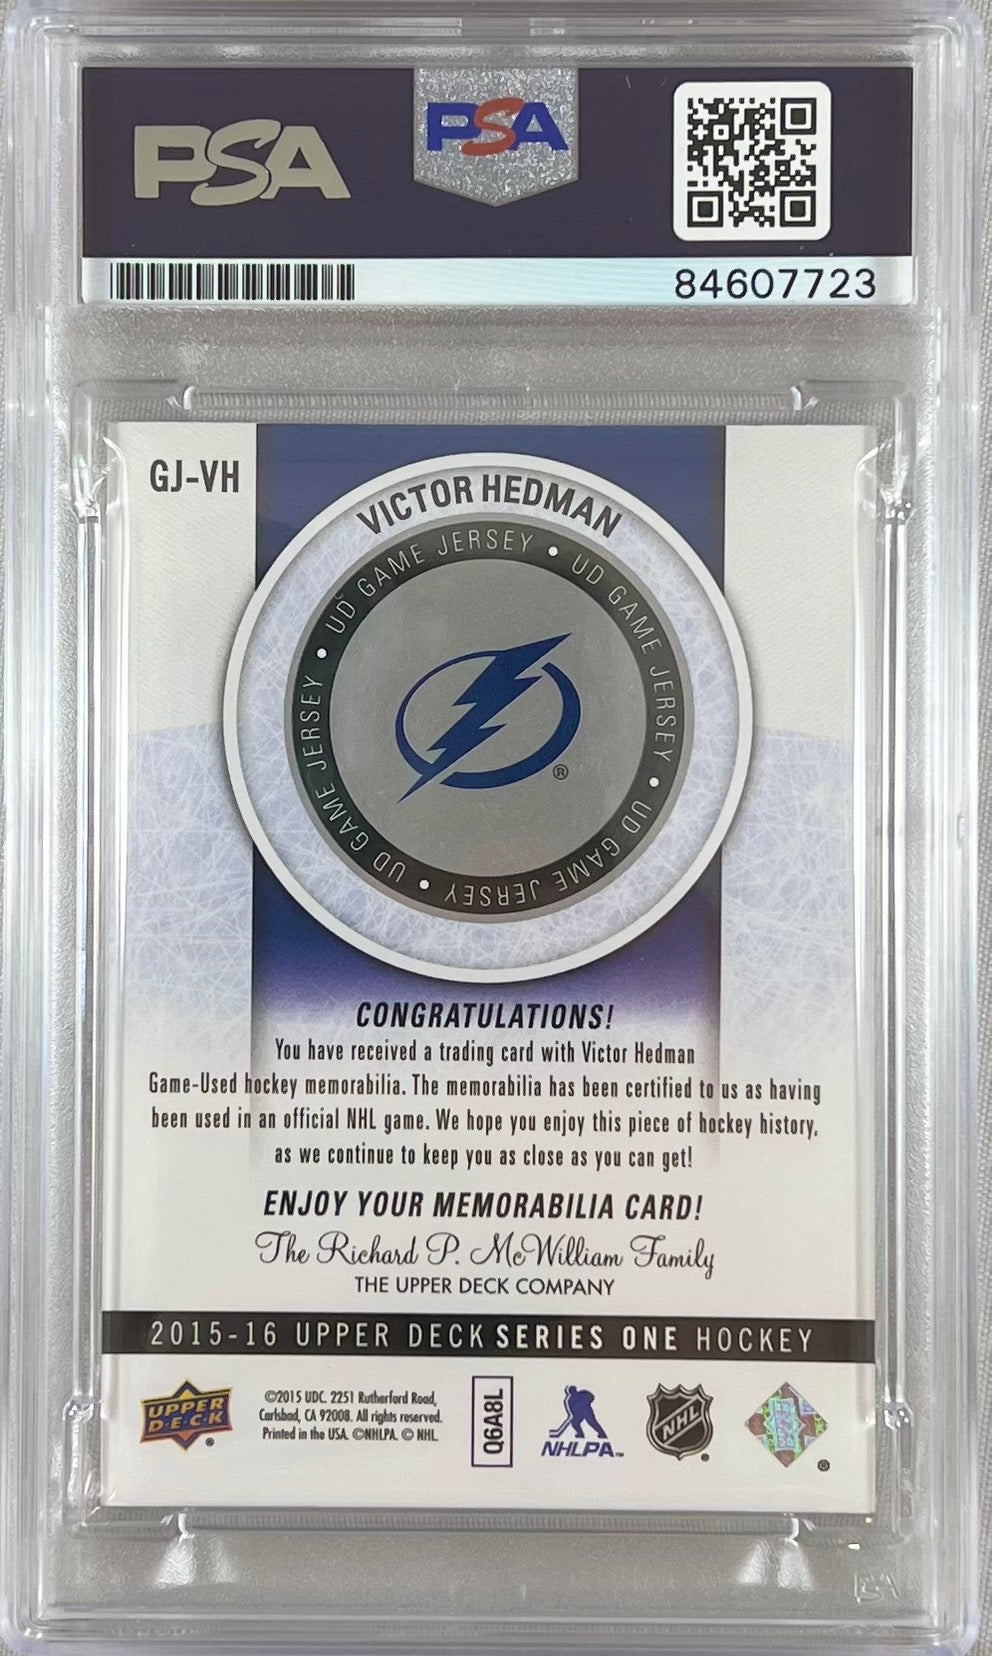 PSA
PSA
84607723
GJ-VH
VICTOR HEDMAN
UD GAME JERSEY • UD GAME JERSEY • UD GAME JERSEY • UD GAME JERSEY •
®
CONGRATULATIONS!
You have received a trading card with Victor Hedman
Game-Used hockey memorabilia. The memorabilia has been certified to us as having
been used in an official NHL game. We hope you enjoy this piece of hockey history,
as we continue to keep you as close as you can get!
ENJOY YOUR MEMORABILIA CARD!
The Richard P. McWilliam Family
THE UPPER DECK COMPANY
2015-16 UPPER DECK SERIES ONE HOCKEY
UPPER
D·E·C·K
®
©2015 UDC. 2251 Rutherford Road,
Carlsbad, CA 92008. All rights reserved.
Printed in the USA. ©NHLPA. © NHL.
Q6A8L
NHLPA™
NHL
®
®
PSA